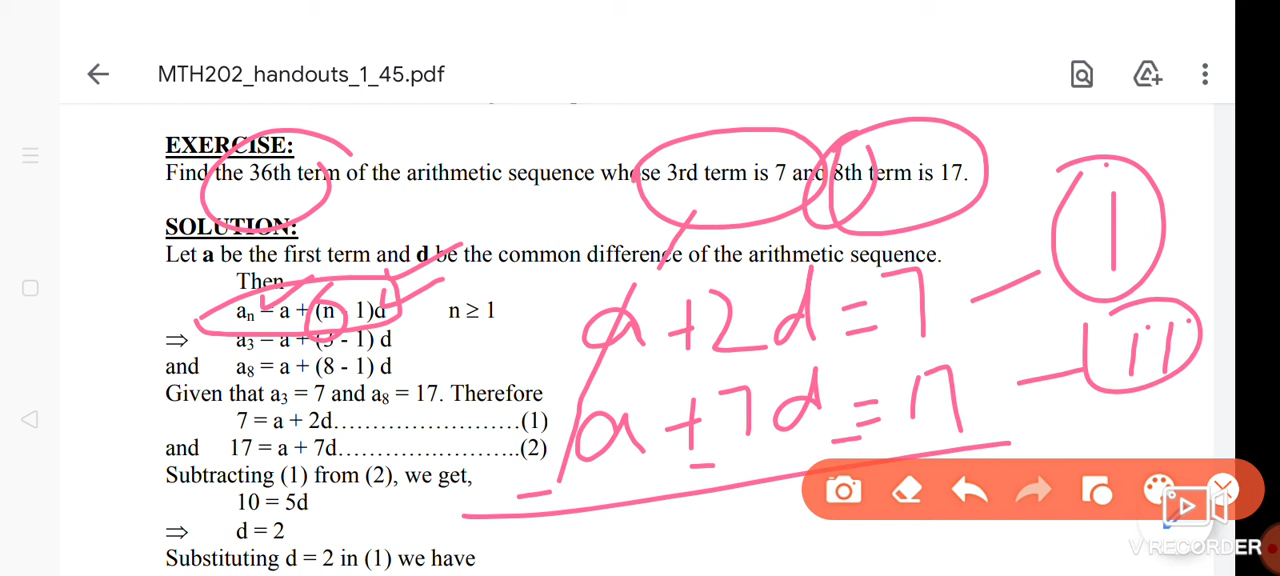 MTH202_handouts_1_45.pdf
EXERCISE:
Find the 36th term of the arithmetic sequence whose 3rd term is 7 and 8th term is 17.
SOLUTION:
Let a be the first term and d be the common difference of the arithmetic sequence.
Then
aₙ = a + (n - 1)d n ≥ 1
⇒ a₃ = a + (3 - 1) d
and a₈ = a + (8 - 1) d
Given that a₃ = 7 and a₈ = 17. Therefore
7 = a + 2d……………………(1)
and 17 = a + 7d…………………..(2)
Subtracting (1) from (2), we get,
10 = 5d
⇒ d = 2
Substituting d = 2 in (1) we have
a + 2d = 7 — i
a + 7d = 17 — ii
V RECORDER